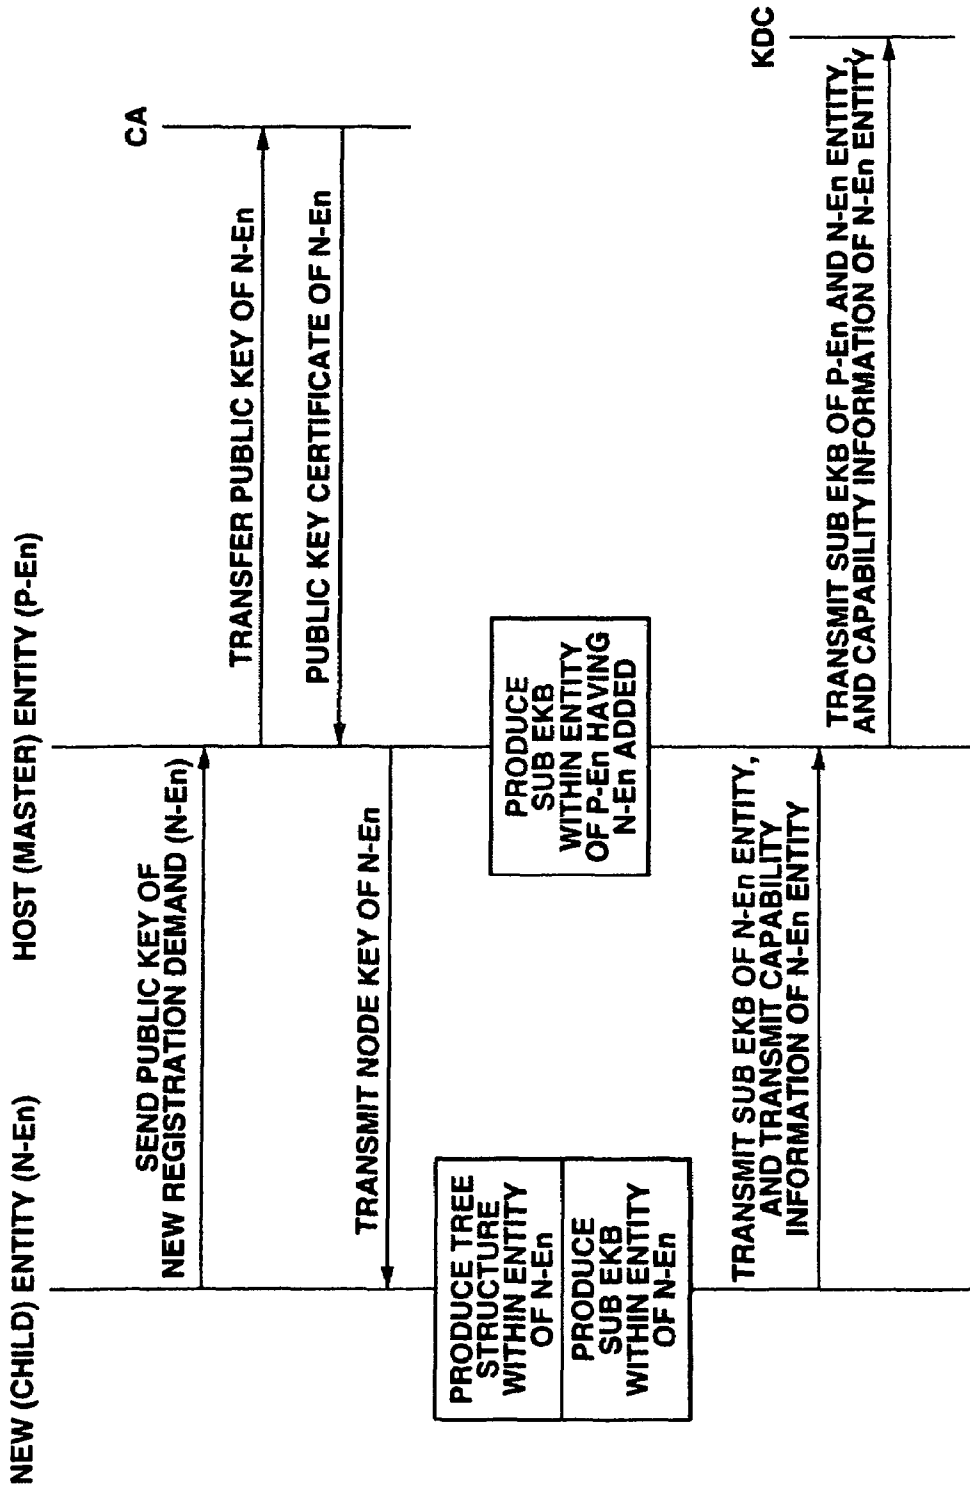 NEW (CHILD) ENTITY (N-En)
HOST (MASTER) ENTITY (P-En)
CA
KDC
SEND PUBLIC KEY OF
NEW REGISTRATION DEMAND (N-En)
TRANSFER PUBLIC KEY OF N-En
PUBLIC KEY CERTIFICATE OF N-En
TRANSMIT NODE KEY OF N-En
PRODUCE TREE
STRUCTURE
WITHIN ENTITY
OF N-En
PRODUCE
SUB EKB
WITHIN ENTITY
OF N-En
PRODUCE
SUB EKB
WITHIN ENTITY
OF P-En HAVING
N-En ADDED
TRANSMIT SUB EKB OF N-En ENTITY,
AND TRANSMIT CAPABILITY
INFORMATION OF N-En ENTITY
TRANSMIT SUB EKB OF P-En AND N-En ENTITY,
AND CAPABILITY INFORMATION OF N-En ENTITY